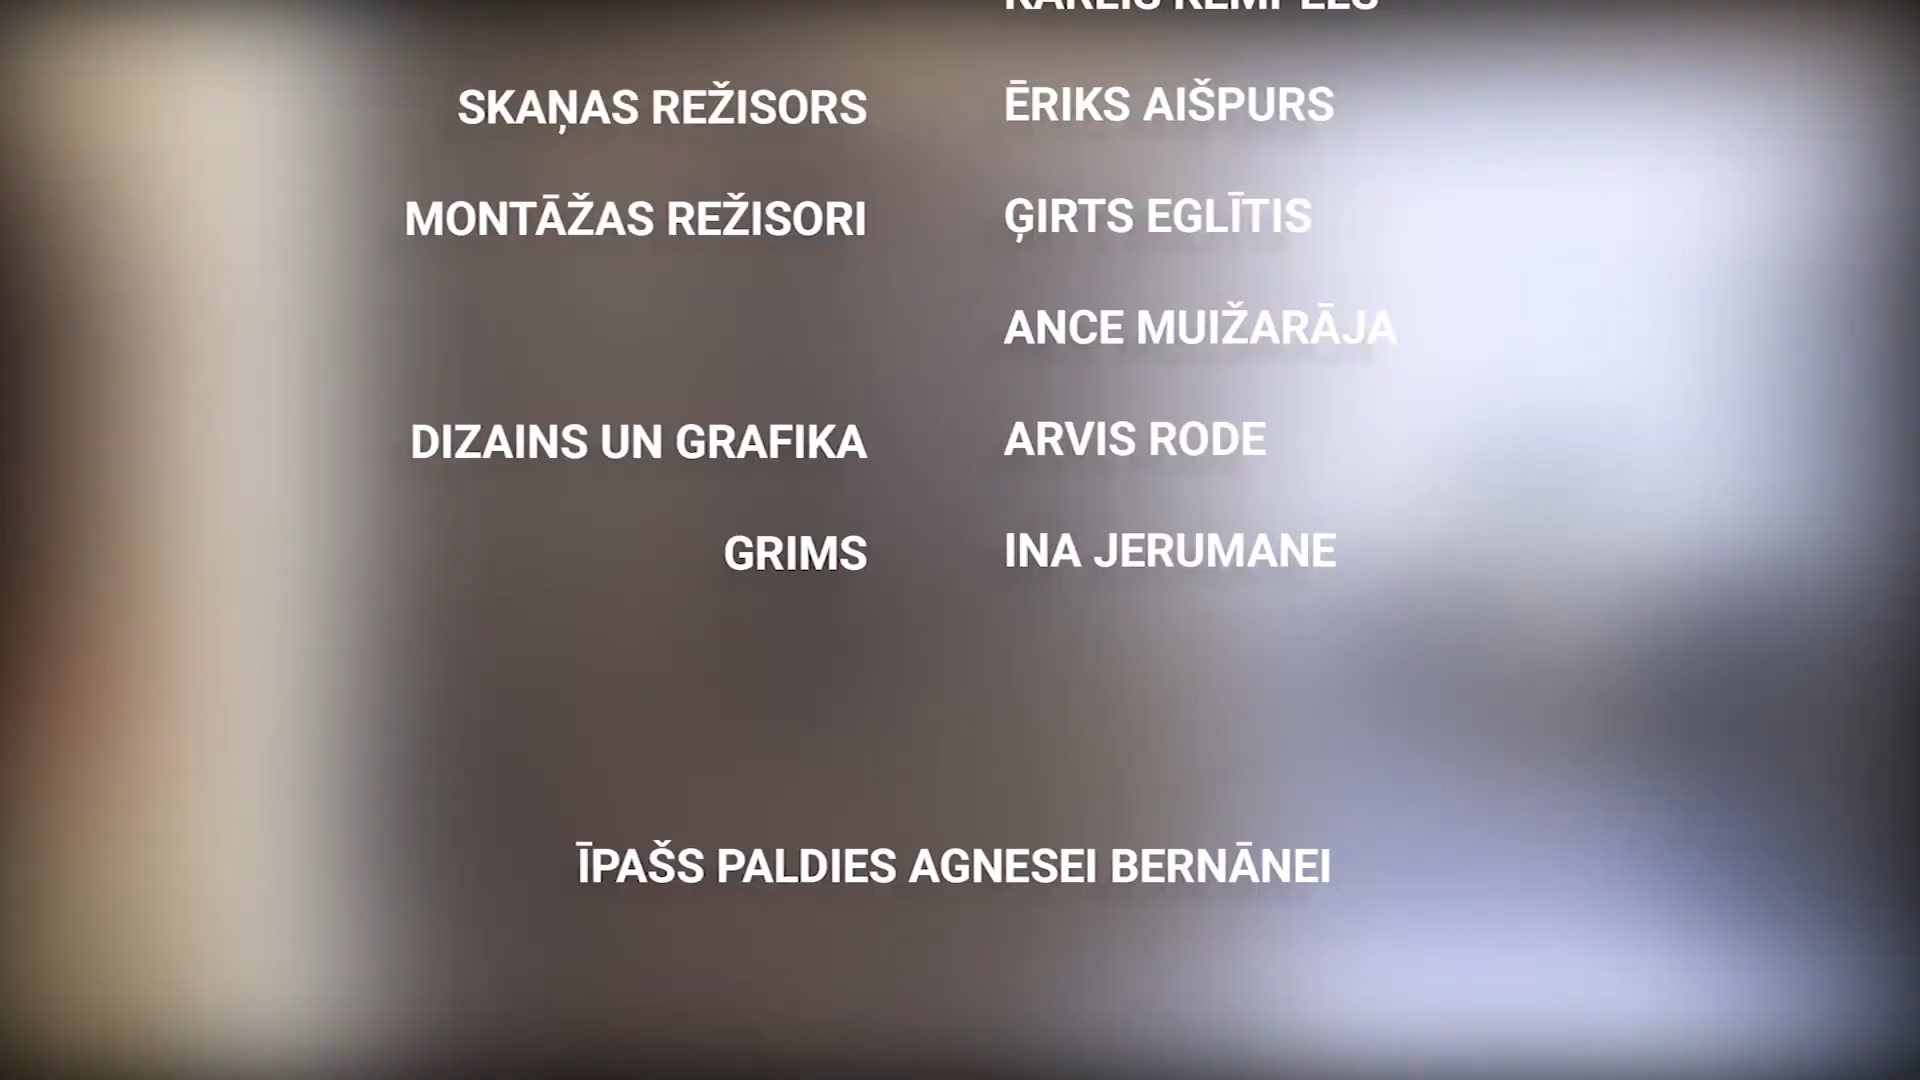 SKAŅAS REŽISORS ĒRIKS AIŠPURS
MONTĀŽAS REŽISORI ĢIRTS EGLĪTIS
ANCE MUIŽARĀJA
DIZAINS UN GRAFIKA ARVIS RODE
GRIMS INA JERUMANE
ĪPAŠS PALDIES AGNESEI BERNĀNEI